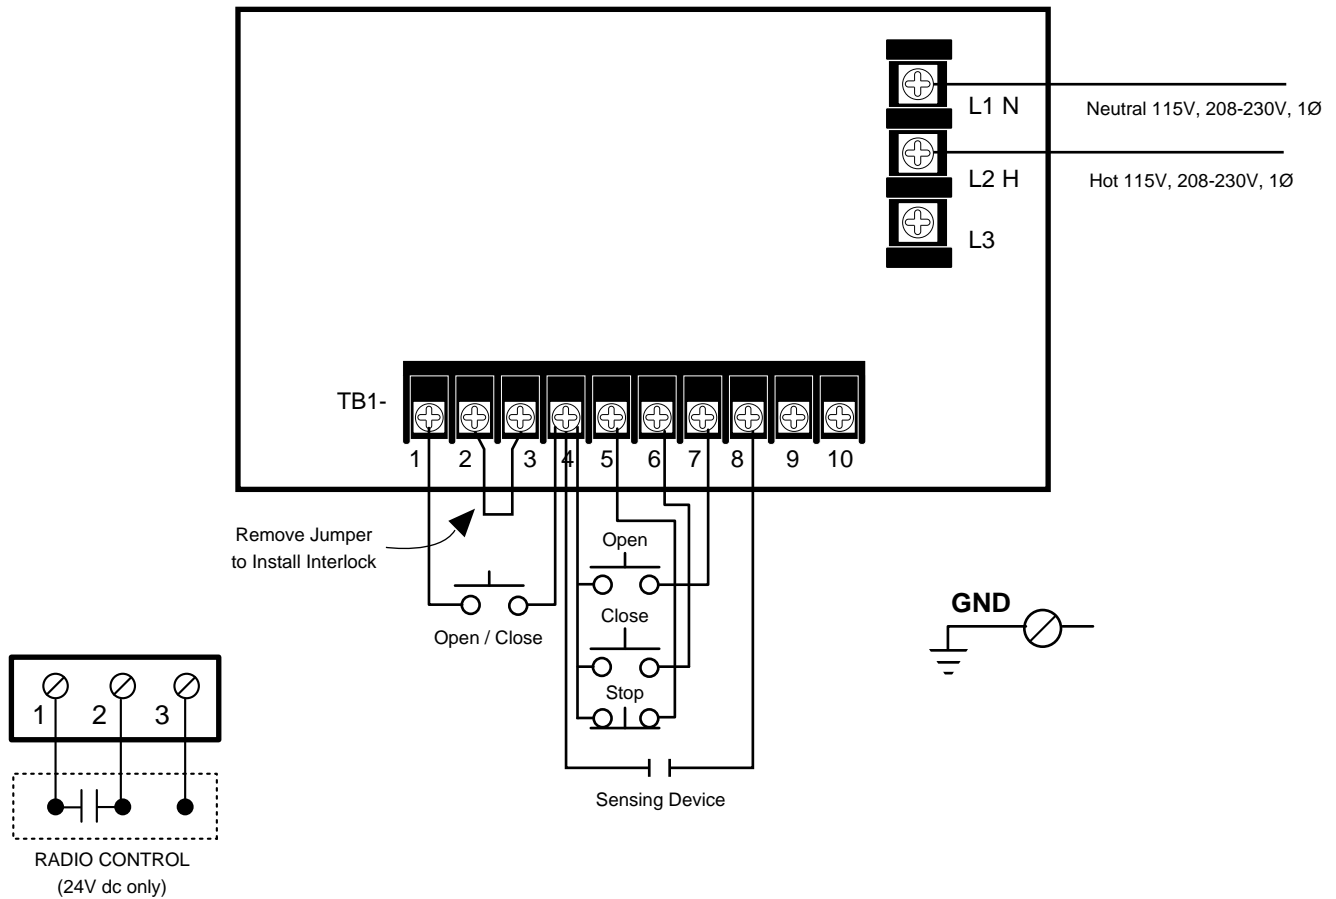 L1 N
Neutral 115V, 208-230V, 1Ø
L2 H
Hot 115V, 208-230V, 1Ø
L3
TB1-
1 2 3 4 5 6 7 8 9 10
Remove Jumper
to Install Interlock
Open
Close
Open / Close
Stop
GND
1 2 3
Sensing Device
RADIO CONTROL
(24V dc only)